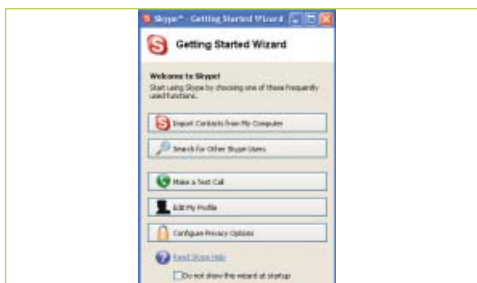 Skype™ - Getting Started Wizard
Getting Started Wizard
Welcome to Skype!
Start using Skype by choosing one of these frequently
used functions.
Import Contacts from My Computer
Search for Other Skype Users
Make a Test Call
Edit My Profile
Configure Privacy Options
Read Skype Help
Do not show this wizard at startup